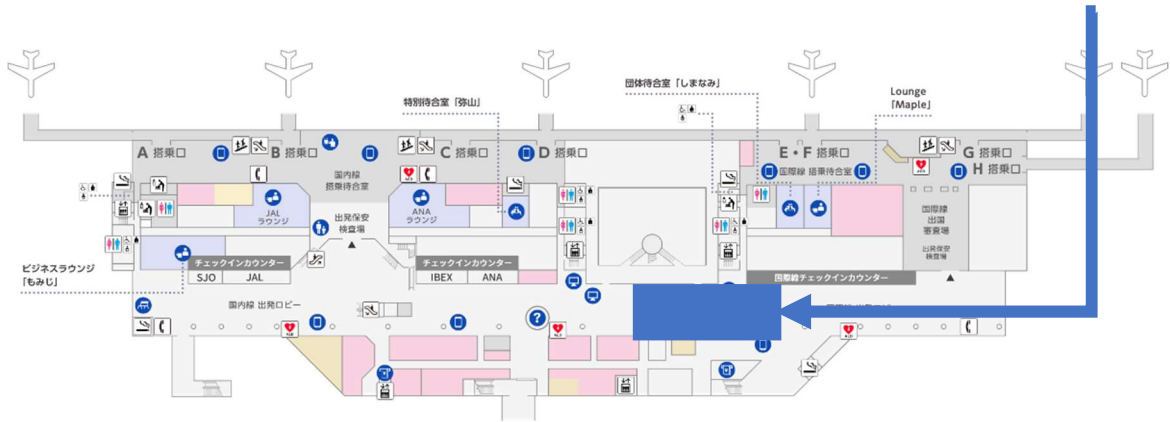 団体待合室「しまなみ」
特別待合室「弥山」
Lounge
「Maple」
A 搭乗口
B 搭乗口
C 搭乗口
D 搭乗口
E・F 搭乗口
G 搭乗口
H 搭乗口
国内線
搭乗待合室
国際線 搭乗待合室
JAL
ラウンジ
ANA
ラウンジ
出発保安
検査場
国際線
出国
審査場
出発保安
検査場
ビジネスラウンジ
「もみじ」
チェックインカウンター
SJO
JAL
チェックインカウンター
IBEX
ANA
国際線チェックインカウンター
国内線 出発ロビー
?